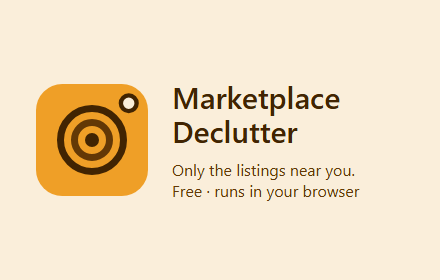 Marketplace
Declutter
Only the listings near you.
Free · runs in your browser